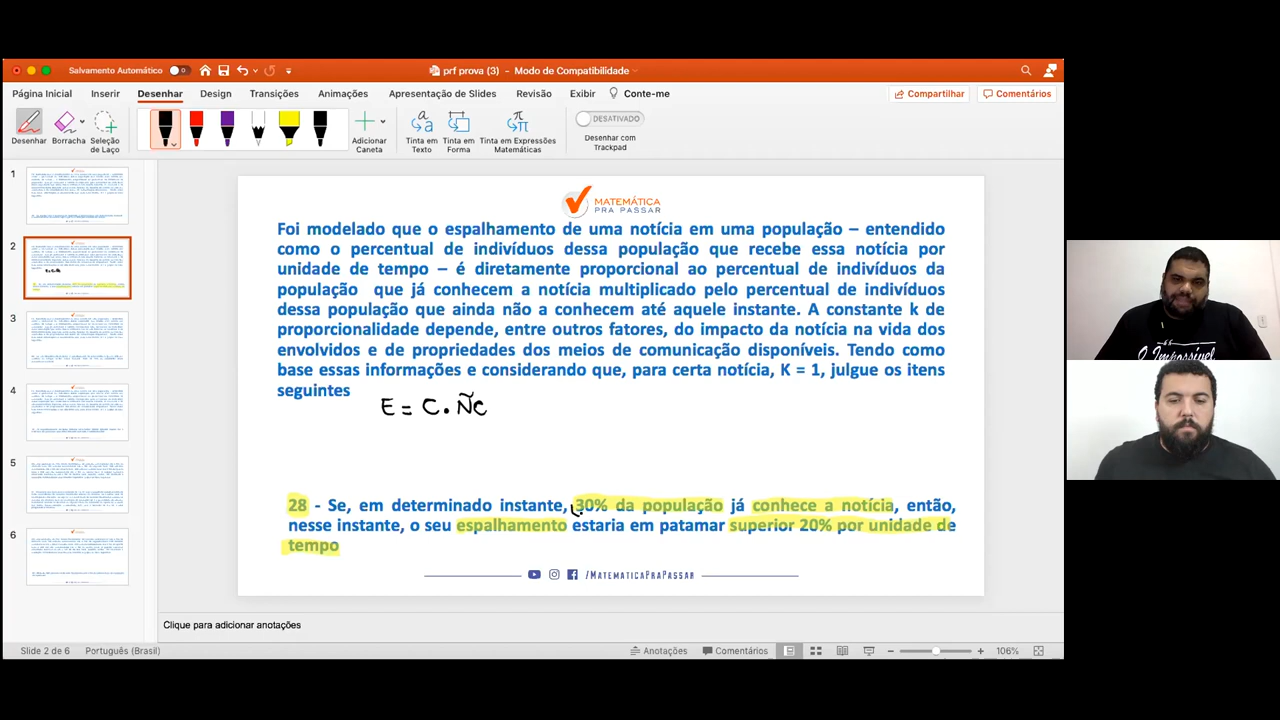 Salvamento Automático
0
prf prova (3) - Modo de Compatibilidade
Página Inicial
Inserir
Desenhar
Design
Transições
Animações
Apresentação de Slides
Revisão
Exibir
Conte-me
Compartilhar
Comentários
Desenhar
Borracha
Seleção de Laço
Adicionar Caneta
Tinta em Texto
Tinta em Forma
Tinta em Expressões Matemáticas
DESATIVADO
Desenhar com Trackpad
1
2
3
4
5
6
MATEMÁTICA
PRA PASSAR
Foi modelado que o espalhamento de uma notícia em uma população – entendido
como o percentual de indivíduos dessa população que recebe essa notícia por
unidade de tempo – é diretamente proporcional ao percentual de indivíduos da
população que já conhecem a notícia multiplicado pelo percentual de indivíduos
dessa população que ainda não a conhecem até aquele instante. A constante k de
proporcionalidade depende, entre outros fatores, do impacto da notícia na vida dos
envolvidos e de propriedades dos meios de comunicação disponíveis. Tendo como
base essas informações e considerando que, para certa notícia, K = 1, julgue os itens
seguintes
E = C . Ñc
28 - Se, em determinado instante, 30% da população já conhece a notícia, então,
nesse instante, o seu espalhamento estaria em patamar superior 20% por unidade de
tempo
/MATEMATICAPRAPASSAR
Clique para adicionar anotações
Slide 2 de 6
Português (Brasil)
Anotações
Comentários
106%
O Impossível